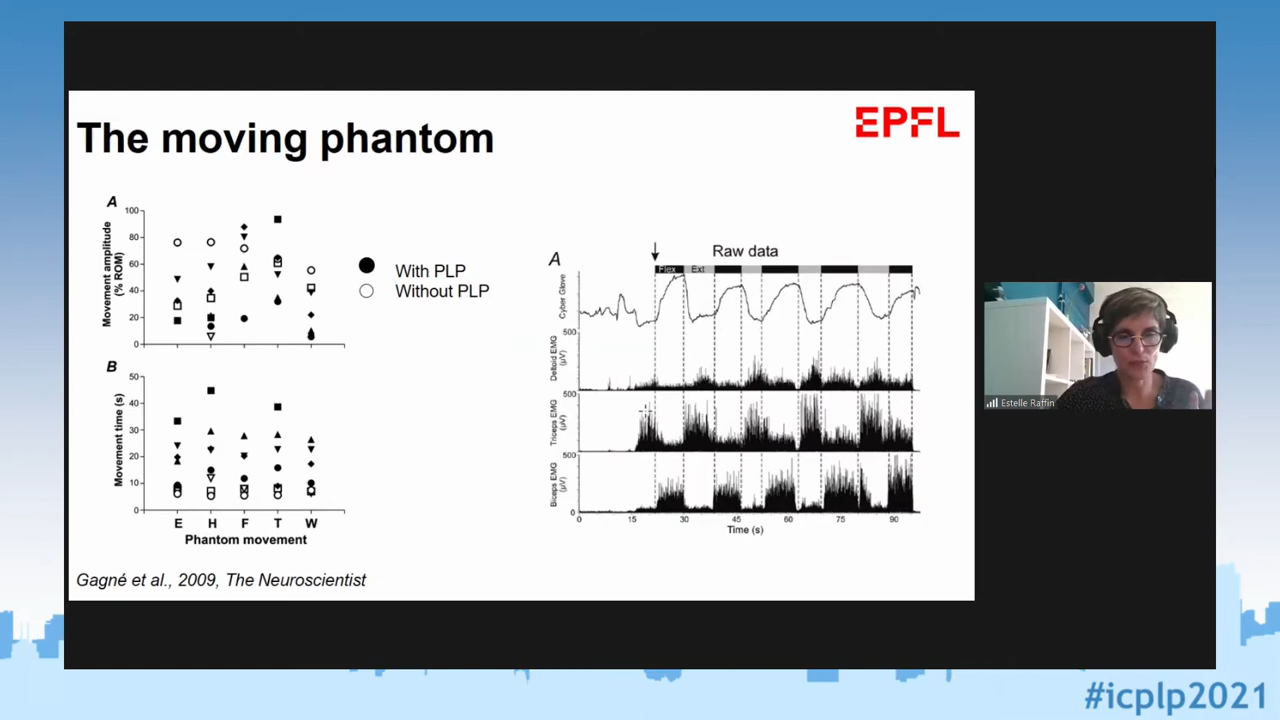 The moving phantom
EPFL
A
Movement amplitude
(% ROM)
100
80
60
40
20
0
With PLP
Without PLP
B
Movement time (s)
50
40
30
20
10
0
E H F T W
Phantom movement
A
Raw data
Flex Ext
Cyber Glove
500
Deltoid EMG
(μV)
0
500
Triceps EMG
(μV)
0
500
Biceps EMG
(μV)
0
0 15 30 45 60 75 90
Time (s)
Gagné et al., 2009, The Neuroscientist
Estelle Raffin
#icplp2021